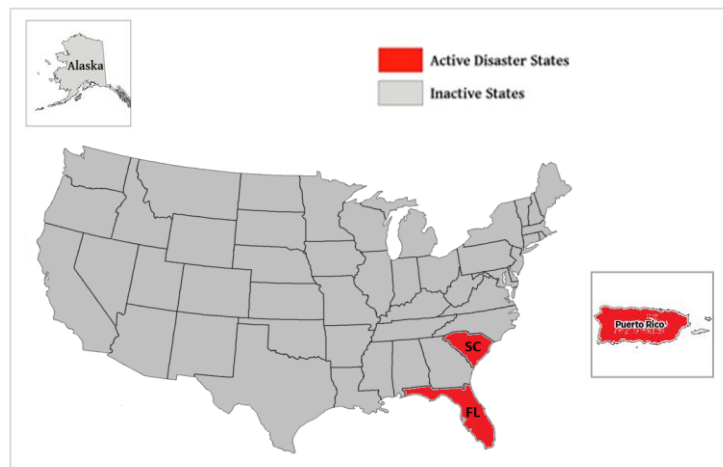 Alaska
Active Disaster States
Inactive States
Puerto Rico
SC
FL